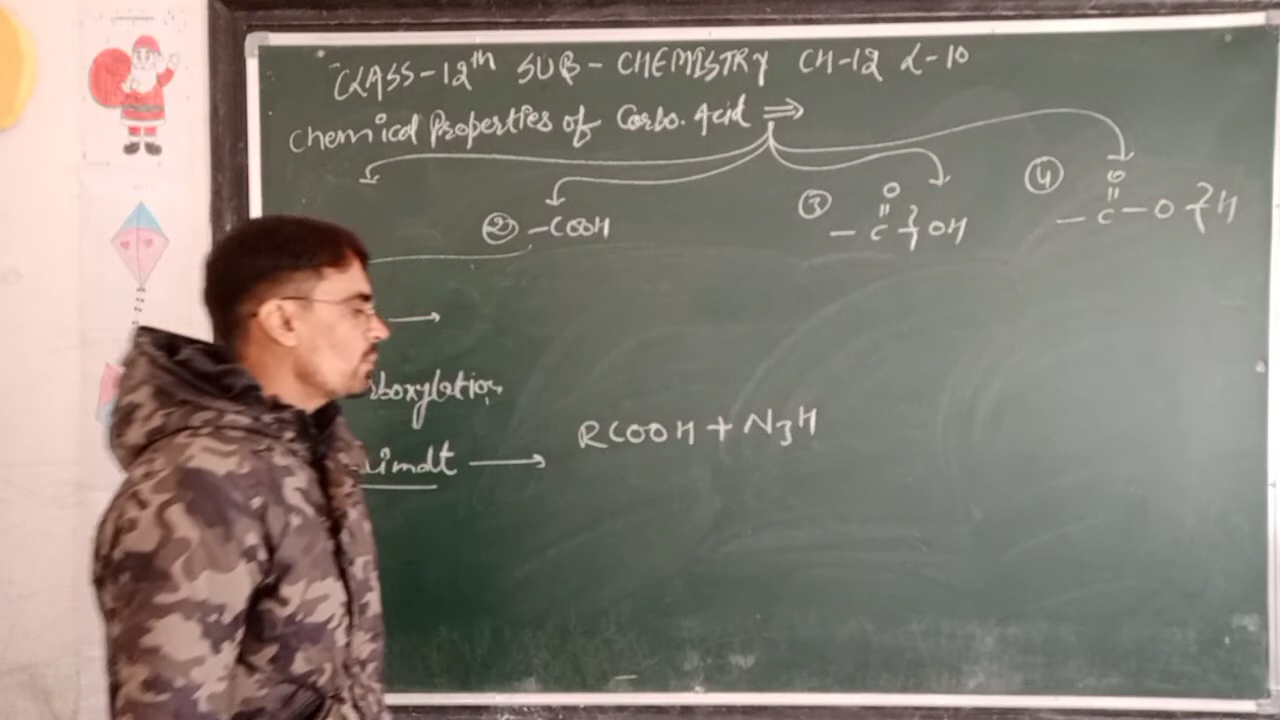 CLASS-12th SUB-CHEMISTRY CH-12 L-10
Chemical Properties of Carbo. Acid ⇒
② -COOH
③ O
|| 
- C } OH
④ O
||
- C - O } H
→
rboxylation
imdt → RCOOH + N3H